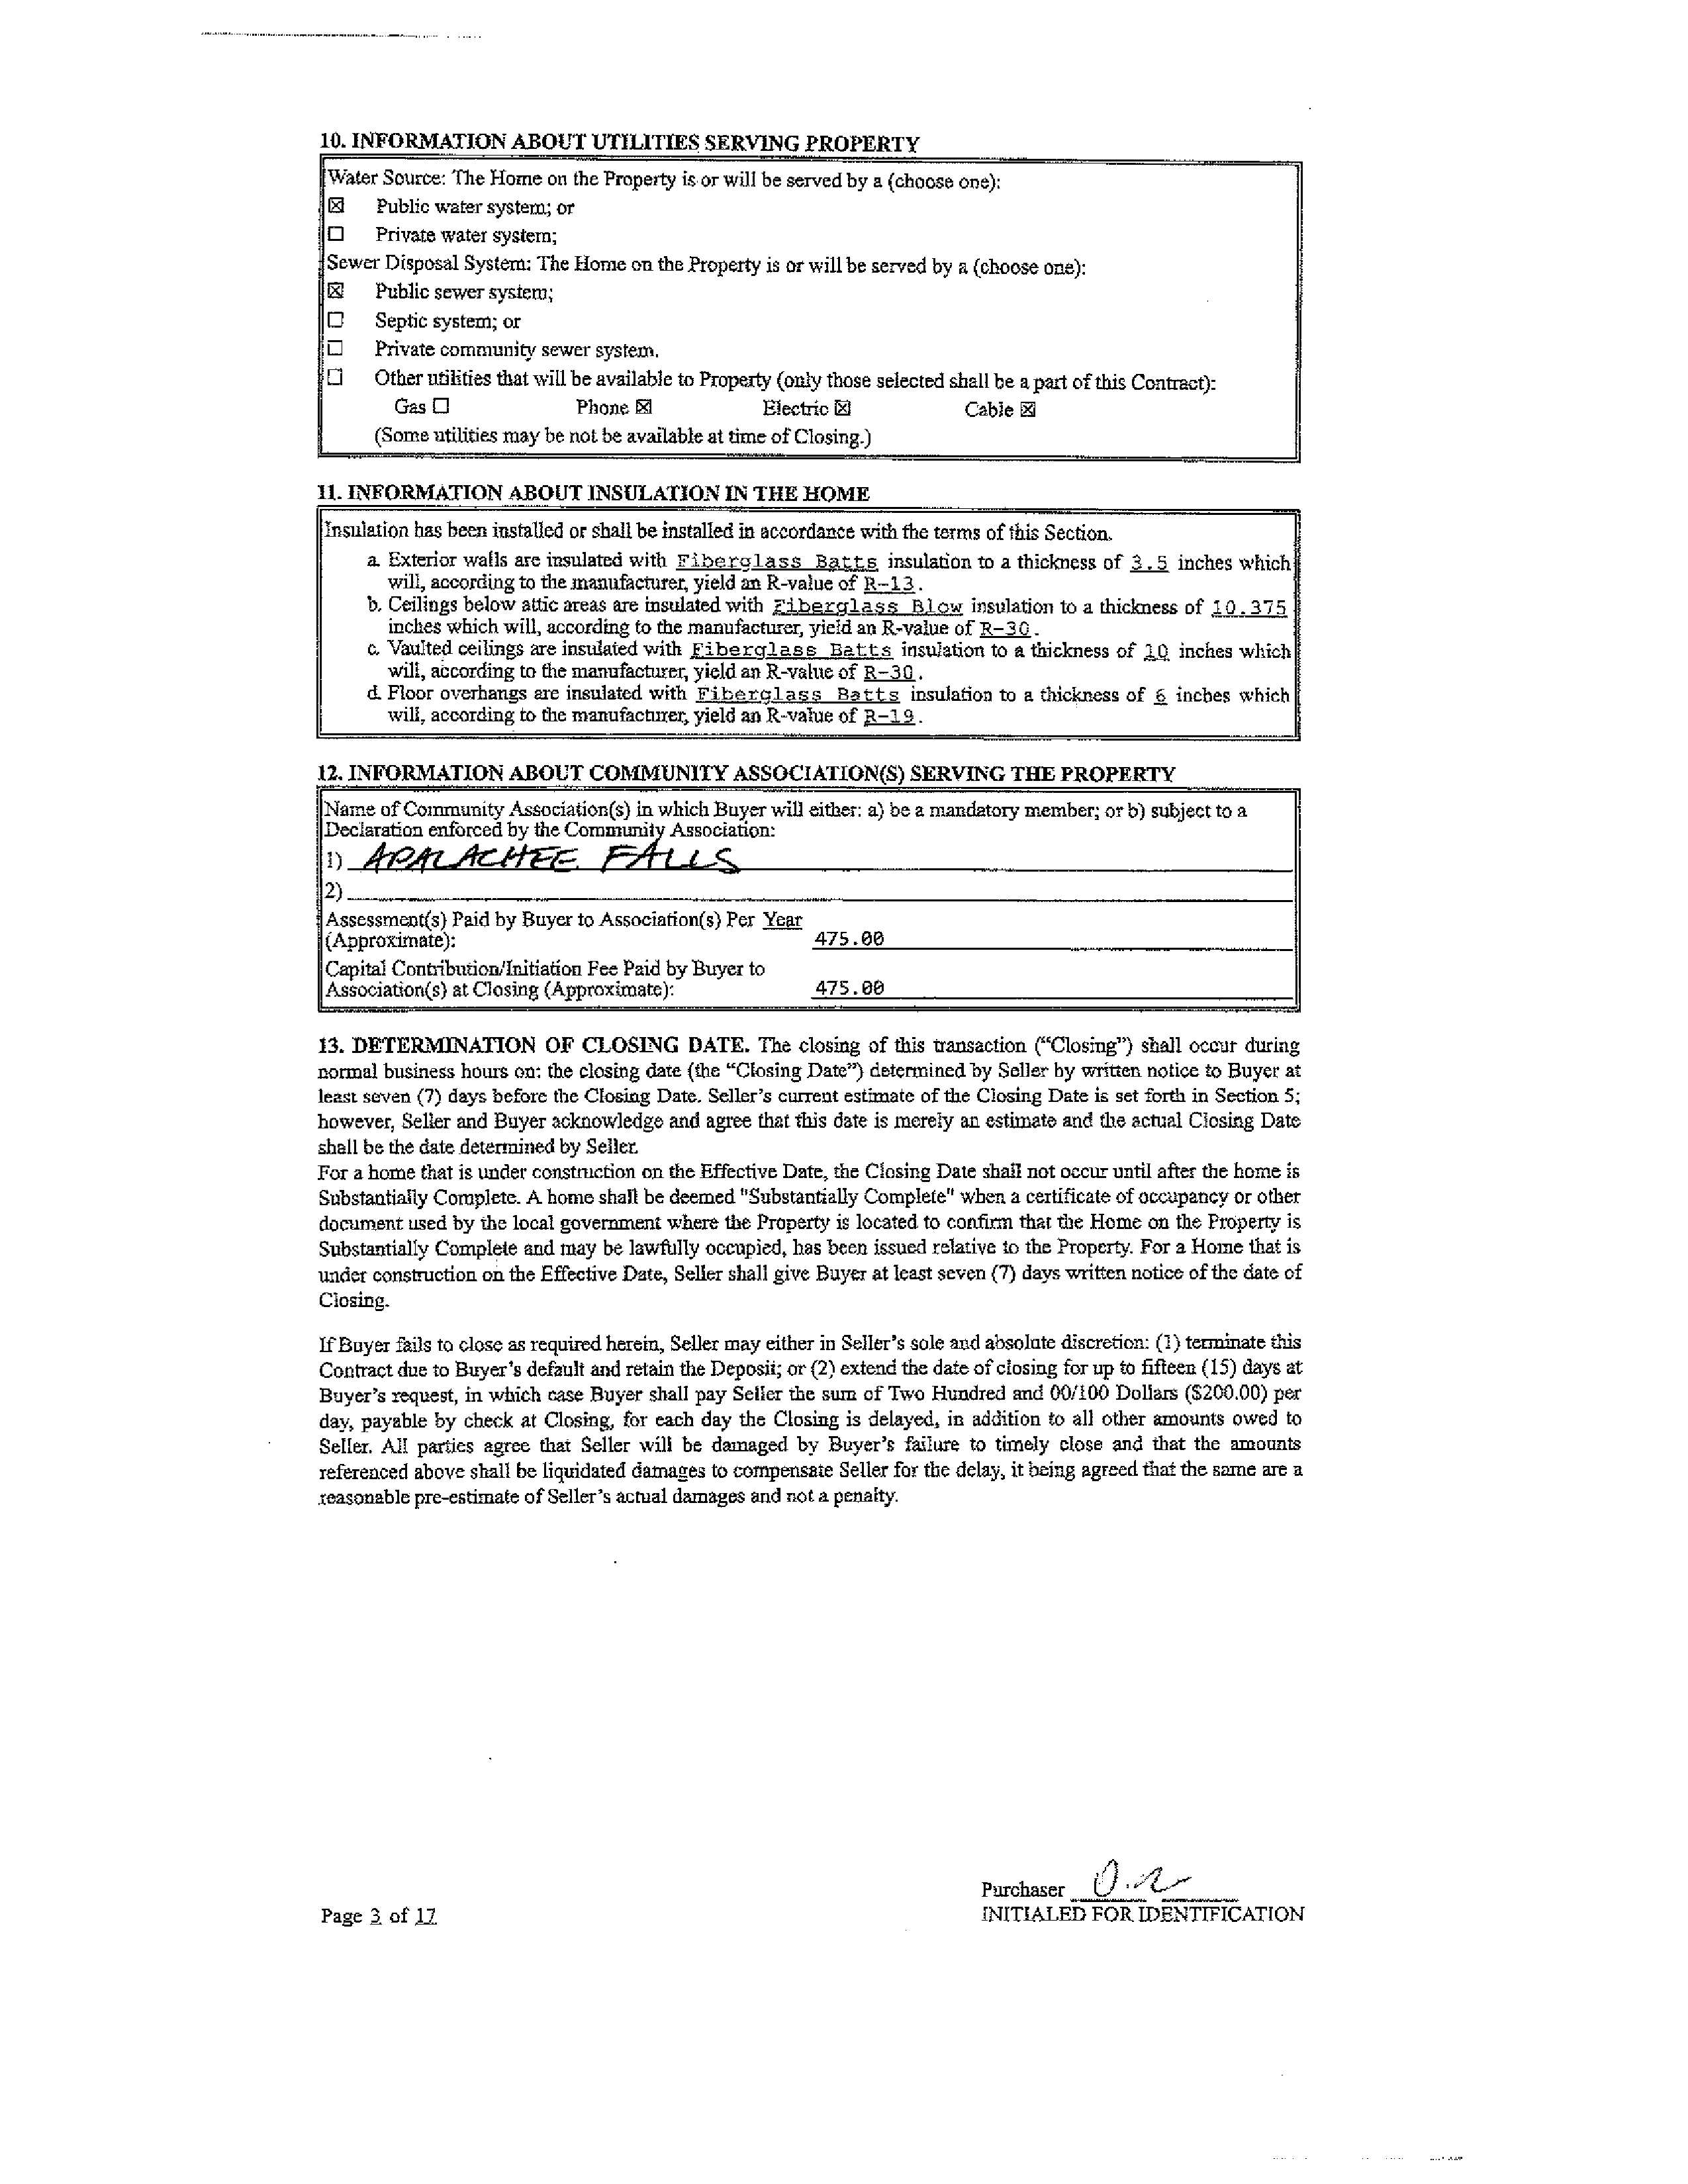 10. INFORMATION ABOUT UTILITIES SERVING PROPERTY
Water Source: The Home on the Property is or will be served by a (choose one):
☒ Public water system; or
☐ Private water system;
Sewer Disposal System: The Home on the Property is or will be served by a (choose one):
☒ Public sewer system;
☐ Septic system; or
☐ Private community sewer system.
☐ Other utilities that will be available to Property (only those selected shall be a part of this Contract):
Gas ☐ Phone ☒ Electric ☒ Cable ☒
(Some utilities may be not be available at time of Closing.)
11. INFORMATION ABOUT INSULATION IN THE HOME
Insulation has been installed or shall be installed in accordance with the terms of this Section.
a. Exterior walls are insulated with Fiberglass Batts insulation to a thickness of 3.5 inches which
will, according to the manufacturer, yield an R-value of R-13.
b. Ceilings below attic areas are insulated with Fiberglass Blow insulation to a thickness of 10.375
inches which will, according to the manufacturer, yield an R-value of R-30.
c. Vaulted ceilings are insulated with Fiberglass Batts insulation to a thickness of 10 inches which
will, according to the manufacturer, yield an R-value of R-30.
d. Floor overhangs are insulated with Fiberglass Batts insulation to a thickness of 6 inches which
will, according to the manufacturer, yield an R-value of R-19.
12. INFORMATION ABOUT COMMUNITY ASSOCIATION(S) SERVING THE PROPERTY
Name of Community Association(s) in which Buyer will either: a) be a mandatory member; or b) subject to a
Declaration enforced by the Community Association:
1) APALACHEE FALLS
2)
Assessment(s) Paid by Buyer to Association(s) Per Year
(Approximate): 475.00
Capital Contribution/Initiation Fee Paid by Buyer to
Association(s) at Closing (Approximate): 475.00
13. DETERMINATION OF CLOSING DATE. The closing of this transaction (“Closing”) shall occur during
normal business hours on: the closing date (the “Closing Date”) determined by Seller by written notice to Buyer at
least seven (7) days before the Closing Date. Seller’s current estimate of the Closing Date is set forth in Section 5;
however, Seller and Buyer acknowledge and agree that this date is merely an estimate and the actual Closing Date
shall be the date determined by Seller.
For a home that is under construction on the Effective Date, the Closing Date shall not occur until after the home is
Substantially Complete. A home shall be deemed "Substantially Complete" when a certificate of occupancy or other
document used by the local government where the Property is located to confirm that the Home on the Property is
Substantially Complete and may be lawfully occupied, has been issued relative to the Property. For a Home that is
under construction on the Effective Date, Seller shall give Buyer at least seven (7) days written notice of the date of
Closing.
If Buyer fails to close as required herein, Seller may either in Seller’s sole and absolute discretion: (1) terminate this
Contract due to Buyer’s default and retain the Deposit; or (2) extend the date of closing for up to fifteen (15) days at
Buyer’s request, in which case Buyer shall pay Seller the sum of Two Hundred and 00/100 Dollars ($200.00) per
day, payable by check at Closing, for each day the Closing is delayed, in addition to all other amounts owed to
Seller. All parties agree that Seller will be damaged by Buyer’s failure to timely close and that the amounts
referenced above shall be liquidated damages to compensate Seller for the delay, it being agreed that the same are a
reasonable pre-estimate of Seller’s actual damages and not a penalty.
Purchaser
Page 3 of 17
INITIALED FOR IDENTIFICATION